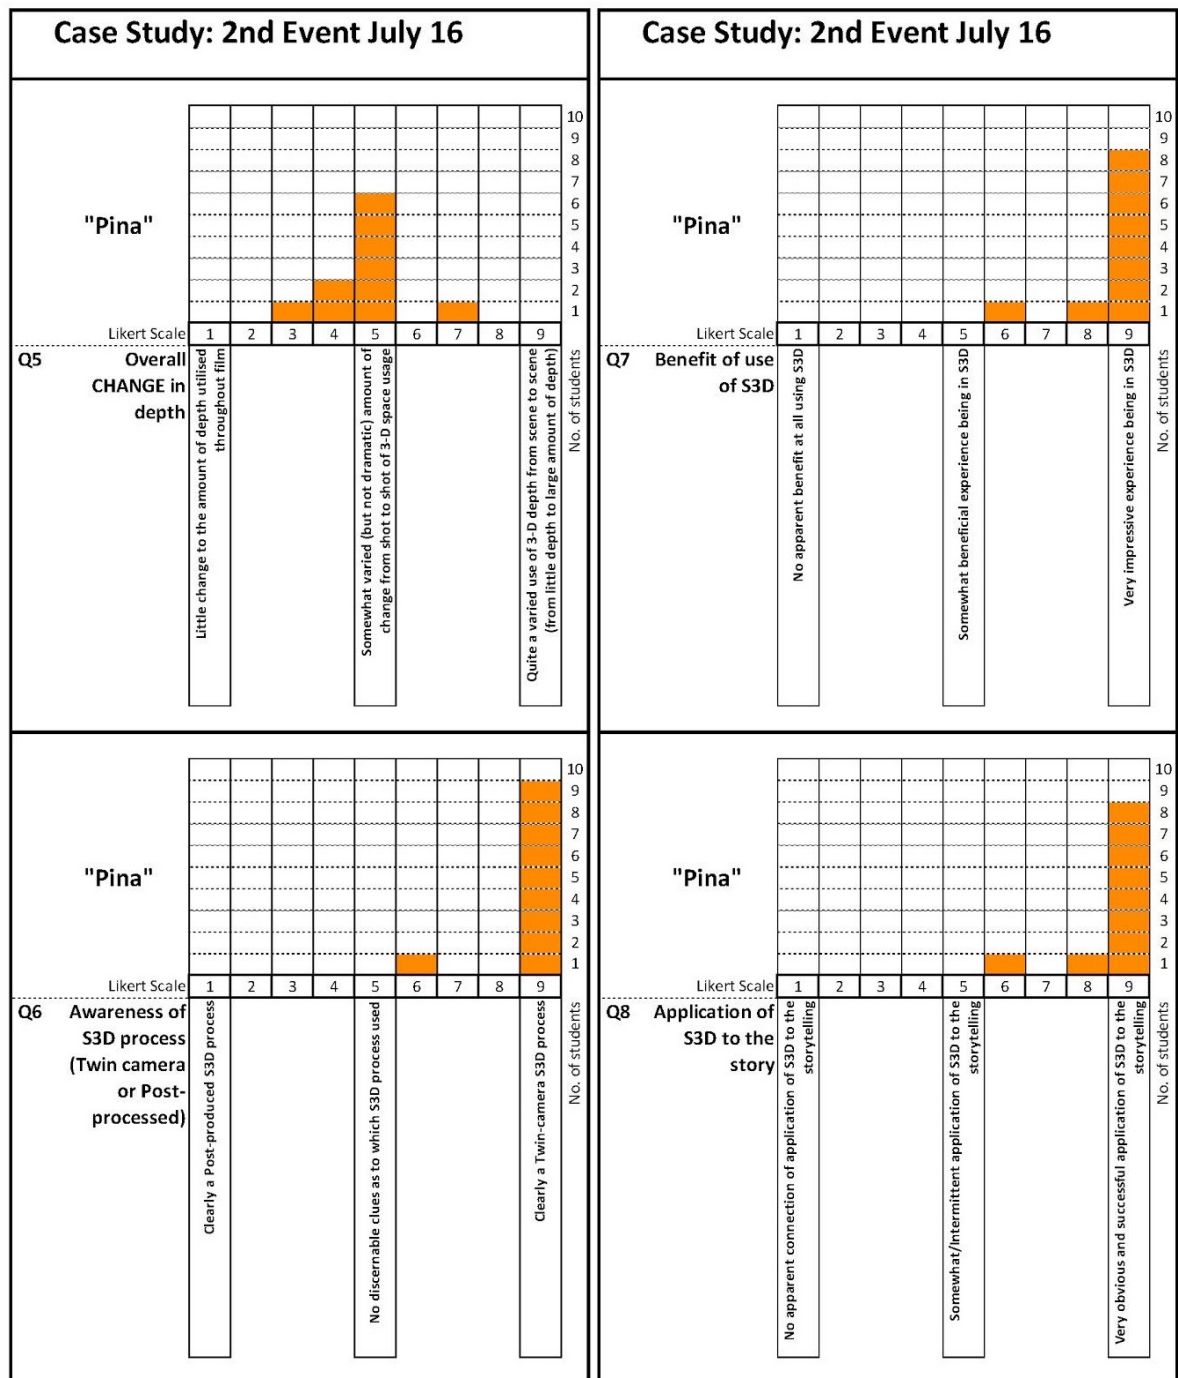 Case Study: 2nd Event July 16
"Pina"
10
9
8
7
6
5
4
3
2
1
Likert Scale 1 2 3 4 5 6 7 8 9
Q5 Overall
CHANGE in
depth
Little change to the amount of depth utilised
throughout film
Somewhat varied (but not dramatic) amount of
change from shot to shot of 3-D space usage
Quite a varied use of 3-D depth from scene to scene
(from little depth to large amount of depth)
No. of students
"Pina"
10
9
8
7
6
5
4
3
2
1
Likert Scale 1 2 3 4 5 6 7 8 9
Q6 Awareness of
S3D process
(Twin camera
or Post-
processed)
Clearly a Post-produced S3D process
No discernable clues as to which S3D process used
Clearly a Twin-camera S3D process
No. of students
Case Study: 2nd Event July 16
"Pina"
10
9
8
7
6
5
4
3
2
1
Likert Scale 1 2 3 4 5 6 7 8 9
Q7 Benefit of use
of S3D
No apparent benefit at all using S3D
Somewhat beneficial experience being in S3D
Very impressive experience being in S3D
No. of students
"Pina"
10
9
8
7
6
5
4
3
2
1
Likert Scale 1 2 3 4 5 6 7 8 9
Q8 Application of
S3D to the
story
No apparent connection of application of S3D to the
storytelling
Somewhat/Intermittent application of S3D to the
storytelling
Very obvious and successful application of S3D to the
storytelling
No. of students